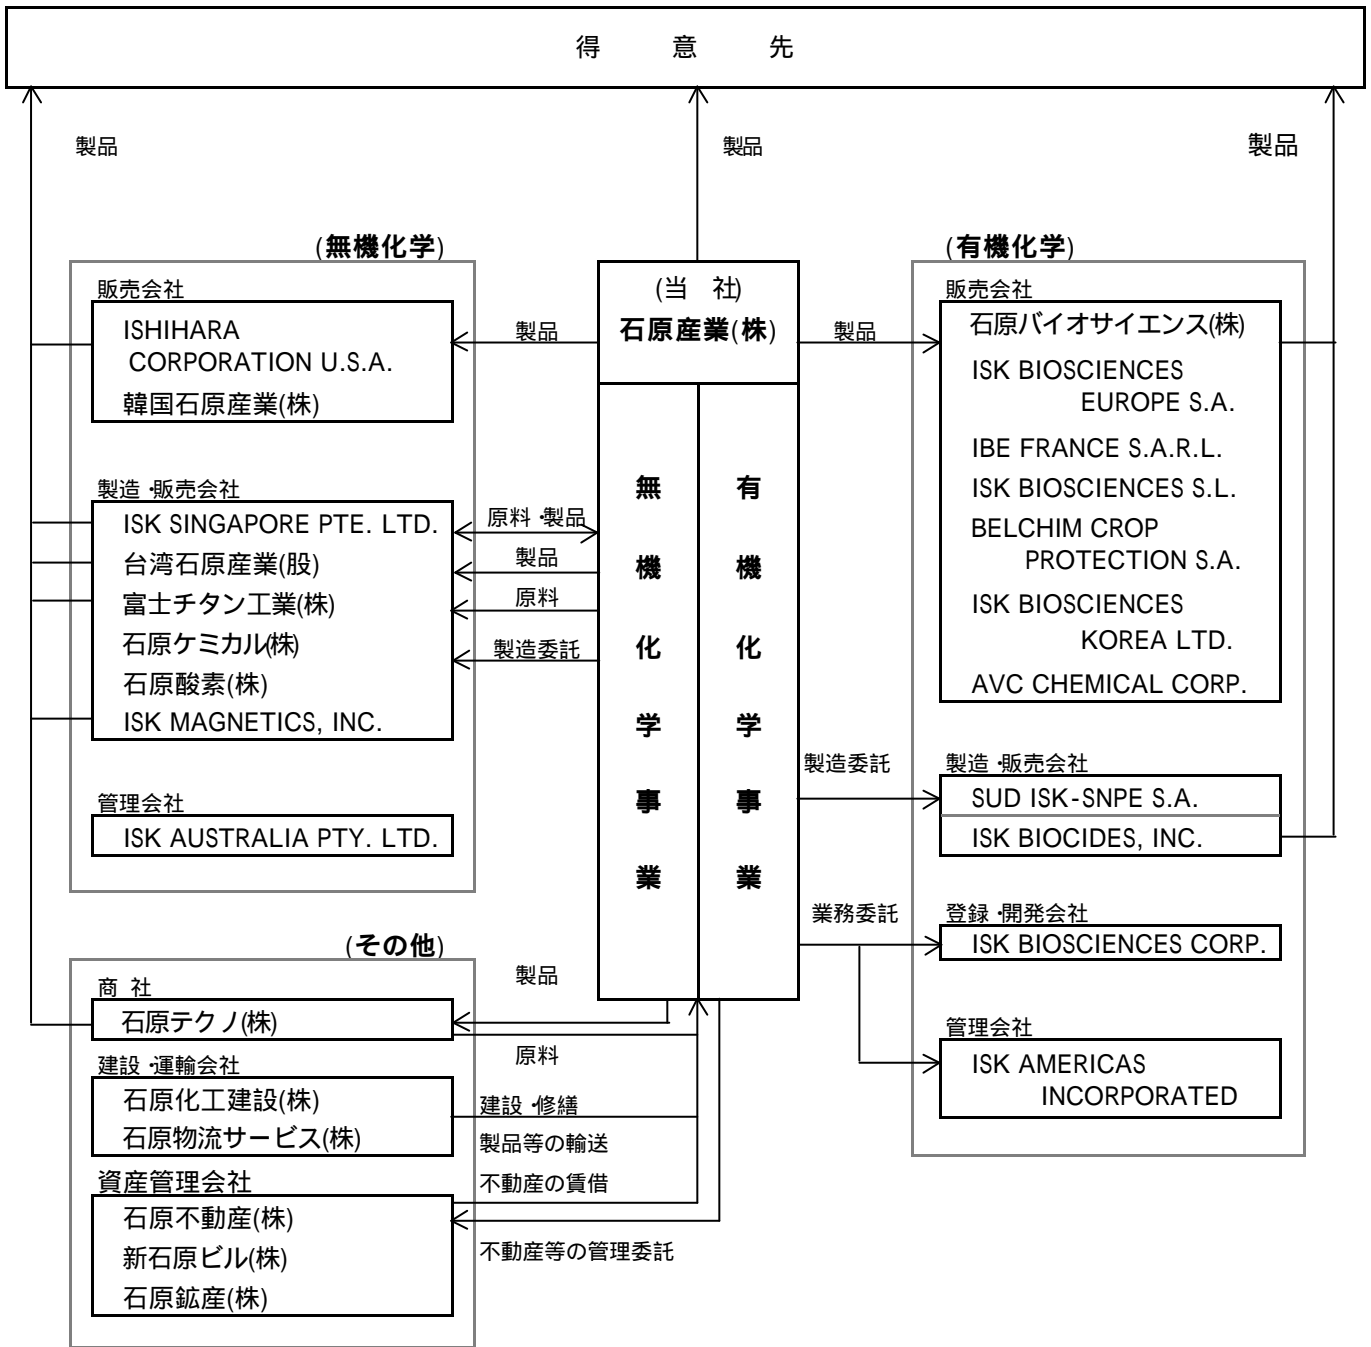 得 意 先
製品
製品
製品
(無機化学)
販売会社
ISHIHARA
CORPORATION U.S.A.
韓国石原産業(株)
製造・販売会社
ISK SINGAPORE PTE. LTD.
台湾石原産業(股)
富士チタン工業(株)
石原ケミカル(株)
石原酸素(株)
ISK MAGNETICS, INC.
管理会社
ISK AUSTRALIA PTY. LTD.
製品
原料・製品
製品
原料
製造委託
(当 社)
石原産業(株)
無機化学事業
有機化学事業
製品
製造委託
業務委託
(有機化学)
販売会社
石原バイオサイエンス(株)
ISK BIOSCIENCES
EUROPE S.A.
IBE FRANCE S.A.R.L.
ISK BIOSCIENCES S.L.
BELCHIM CROP
PROTECTION S.A.
ISK BIOSCIENCES
KOREA LTD.
AVC CHEMICAL CORP.
製造・販売会社
SUD ISK-SNPE S.A.
ISK BIOCIDES, INC.
登録・開発会社
ISK BIOSCIENCES CORP.
管理会社
ISK AMERICAS
INCORPORATED
(その他)
商 社
石原テクノ(株)
建設・運輸会社
石原化工建設(株)
石原物流サービス(株)
資産管理会社
石原不動産(株)
新石原ビル(株)
石原鉱産(株)
製品
原料
建設・修繕
製品等の輸送
不動産の賃借
不動産等の管理委託